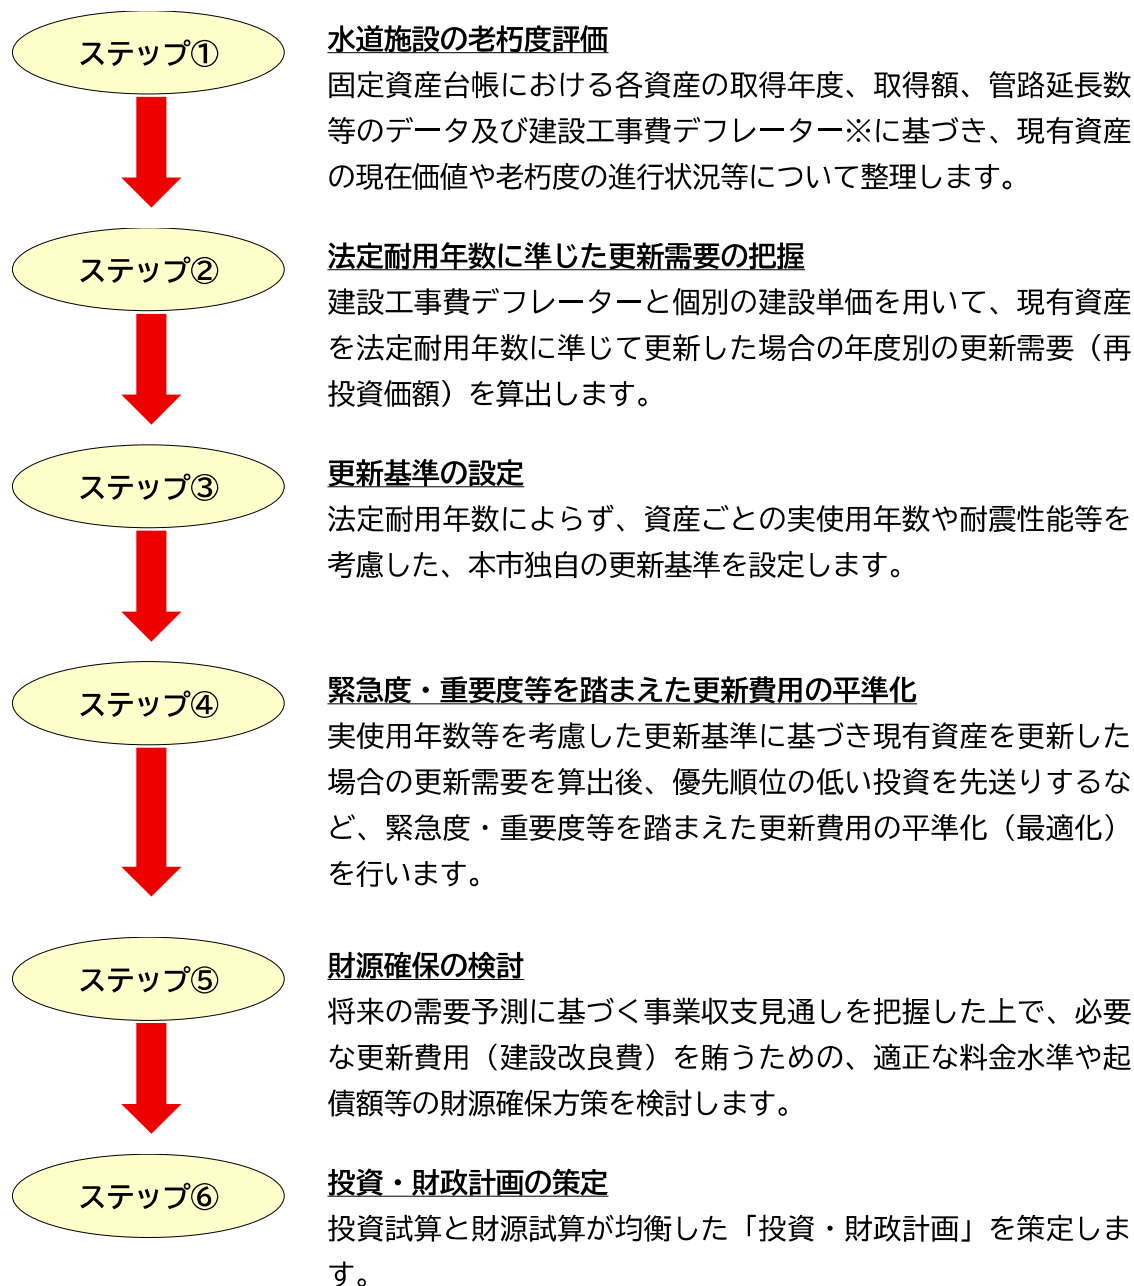 ステップ①
水道施設の老朽度評価
固定資産台帳における各資産の取得年度、取得額、管路延長数
等のデータ及び建設工事費デフレーター※に基づき、現有資産
の現在価値や老朽度の進行状況等について整理します。
ステップ②
法定耐用年数に準じた更新需要の把握
建設工事費デフレーターと個別の建設単価を用いて、現有資産
を法定耐用年数に準じて更新した場合の年度別の更新需要（再
投資価額）を算出します。
ステップ③
更新基準の設定
法定耐用年数によらず、資産ごとの実使用年数や耐震性能等を
考慮した、本市独自の更新基準を設定します。
ステップ④
緊急度・重要度等を踏まえた更新費用の平準化
実使用年数等を考慮した更新基準に基づき現有資産を更新した
場合の更新需要を算出後、優先順位の低い投資を先送りするな
ど、緊急度・重要度等を踏まえた更新費用の平準化（最適化）
を行います。
ステップ⑤
財源確保の検討
将来の需要予測に基づく事業収支見通しを把握した上で、必要
な更新費用（建設改良費）を賄うための、適正な料金水準や起
債額等の財源確保方策を検討します。
ステップ⑥
投資・財政計画の策定
投資試算と財源試算が均衡した「投資・財政計画」を策定しま
す。